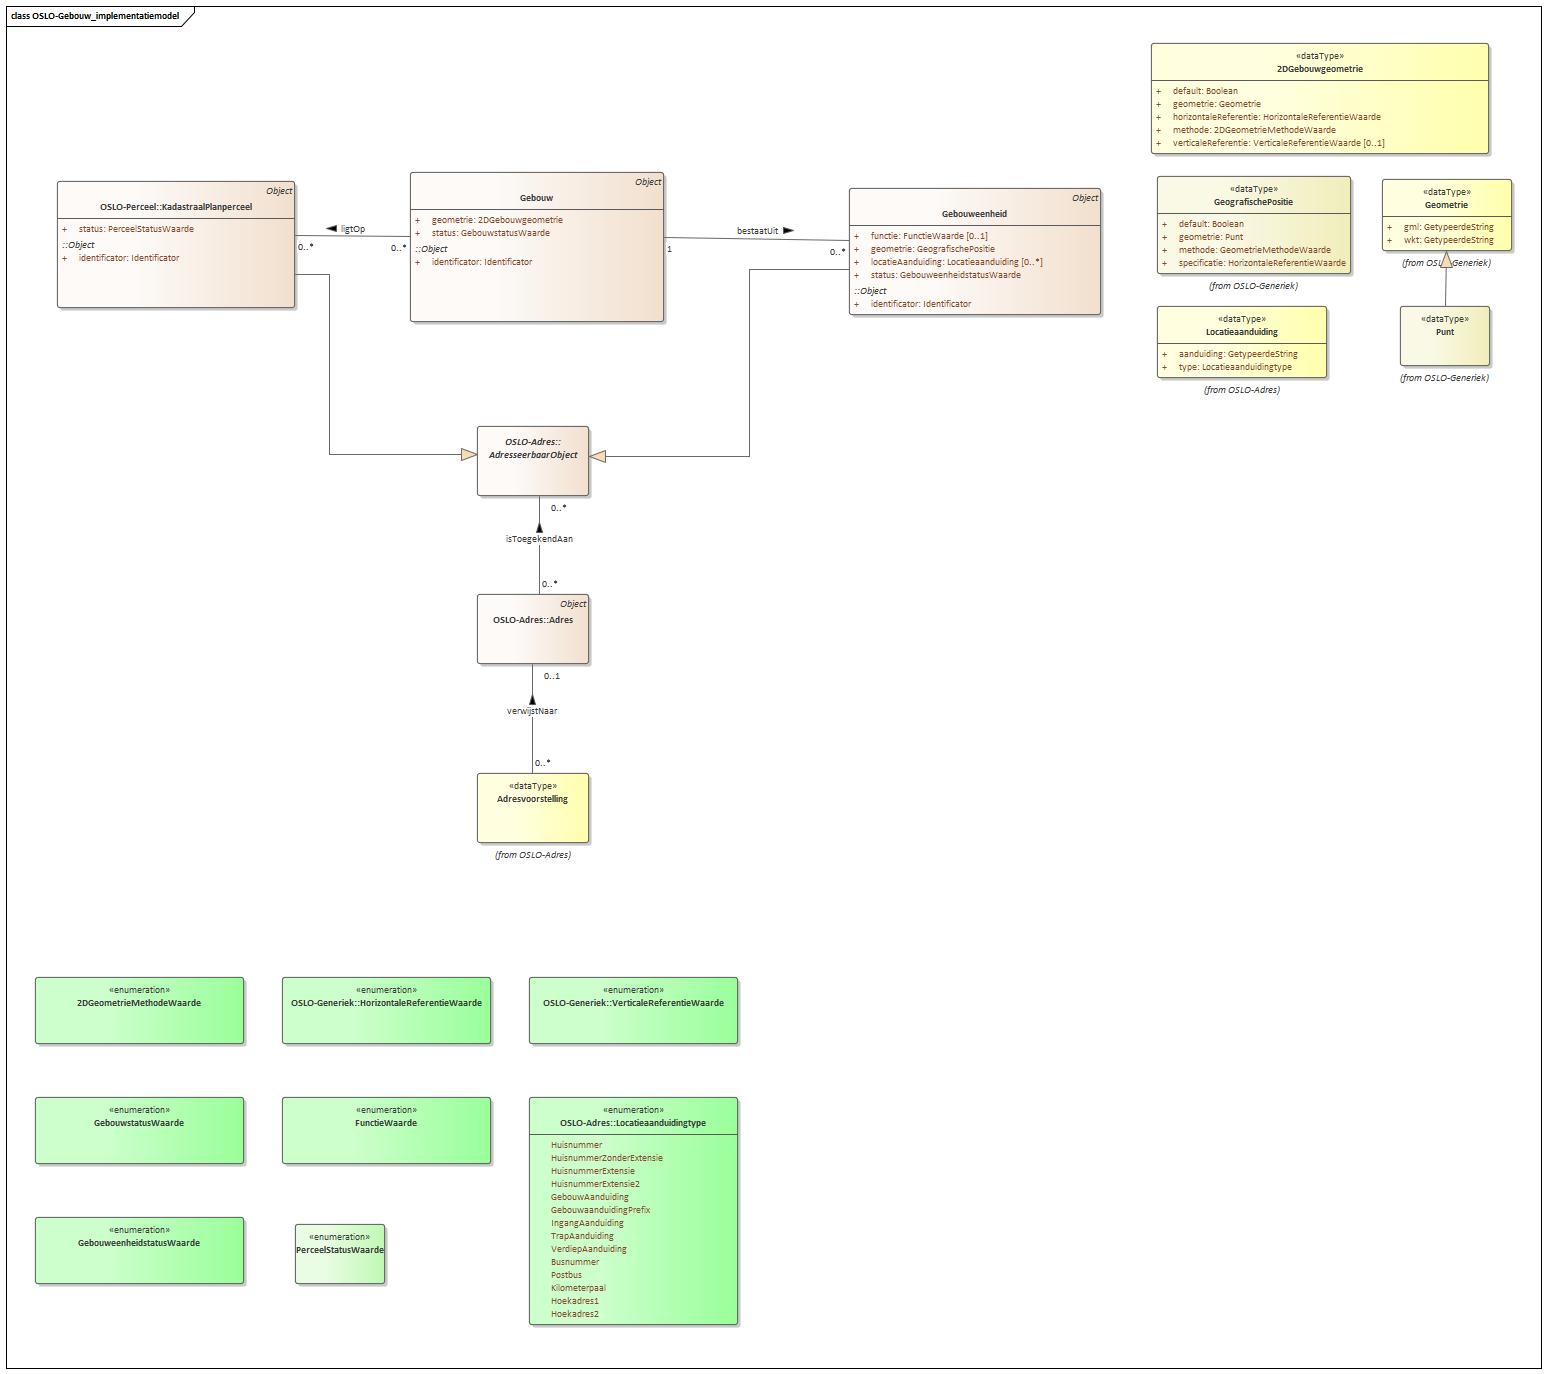 class OSLO-Gebouw_implementatiemodel
«dataType»
2DGebouwgeometrie
+ default: Boolean
+ geometrie: Geometrie
+ horizontaleReferentie: HorizontaleReferentieWaarde
+ methode: 2DGeometrieMethodeWaarde
+ verticaleReferentie: VerticaleReferentieWaarde [0..1]
Object
OSLO-Perceel::KadastraalPlanperceel
+ status: PerceelStatusWaarde
::Object
+ identificator: Identificator
ligtOp
0..*
0..*
Object
Gebouw
+ geometrie: 2DGebouwgeometrie
+ status: GebouwstatusWaarde
::Object
+ identificator: Identificator
bestaatUit
1
0..*
Object
Gebouweenheid
+ functie: FunctieWaarde [0..1]
+ geometrie: GeografischePositie
+ locatieAanduiding: Locatieaanduiding [0..*]
+ status: GebouweenheidstatusWaarde
::Object
+ identificator: Identificator
«dataType»
GeografischePositie
+ default: Boolean
+ geometrie: Punt
+ methode: GeometrieMethodeWaarde
+ specificatie: HorizontaleReferentieWaarde
(from OSLO-Generiek)
«dataType»
Geometrie
+ gml: GetypeerdeString
+ wkt: GetypeerdeString
(from OSLO-Generiek)
«dataType»
Locatieaanduiding
+ aanduiding: GetypeerdeString
+ type: Locatieaanduidingtype
(from OSLO-Adres)
«dataType»
Punt
(from OSLO-Generiek)
OSLO-Adres::
AdresseerbaarObject
0..*
isToegekendAan
0..*
Object
OSLO-Adres::Adres
0..1
verwijstNaar
0..*
«dataType»
Adresvoorstelling
(from OSLO-Adres)
«enumeration»
2DGeometrieMethodeWaarde
«enumeration»
OSLO-Generiek::HorizontaleReferentieWaarde
«enumeration»
OSLO-Generiek::VerticaleReferentieWaarde
«enumeration»
GebouwstatusWaarde
«enumeration»
FunctieWaarde
«enumeration»
OSLO-Adres::Locatieaanduidingtype
Huisnummer
HuisnummerZonderExtensie
HuisnummerExtensie
HuisnummerExtensie2
GebouwAanduiding
GebouwaanduidingPrefix
IngangAanduiding
TrapAanduiding
VerdiepAanduiding
Busnummer
Postbus
Kilometerpaal
Hoekadres1
Hoekadres2
«enumeration»
GebouweenheidstatusWaarde
«enumeration»
PerceelStatusWaarde